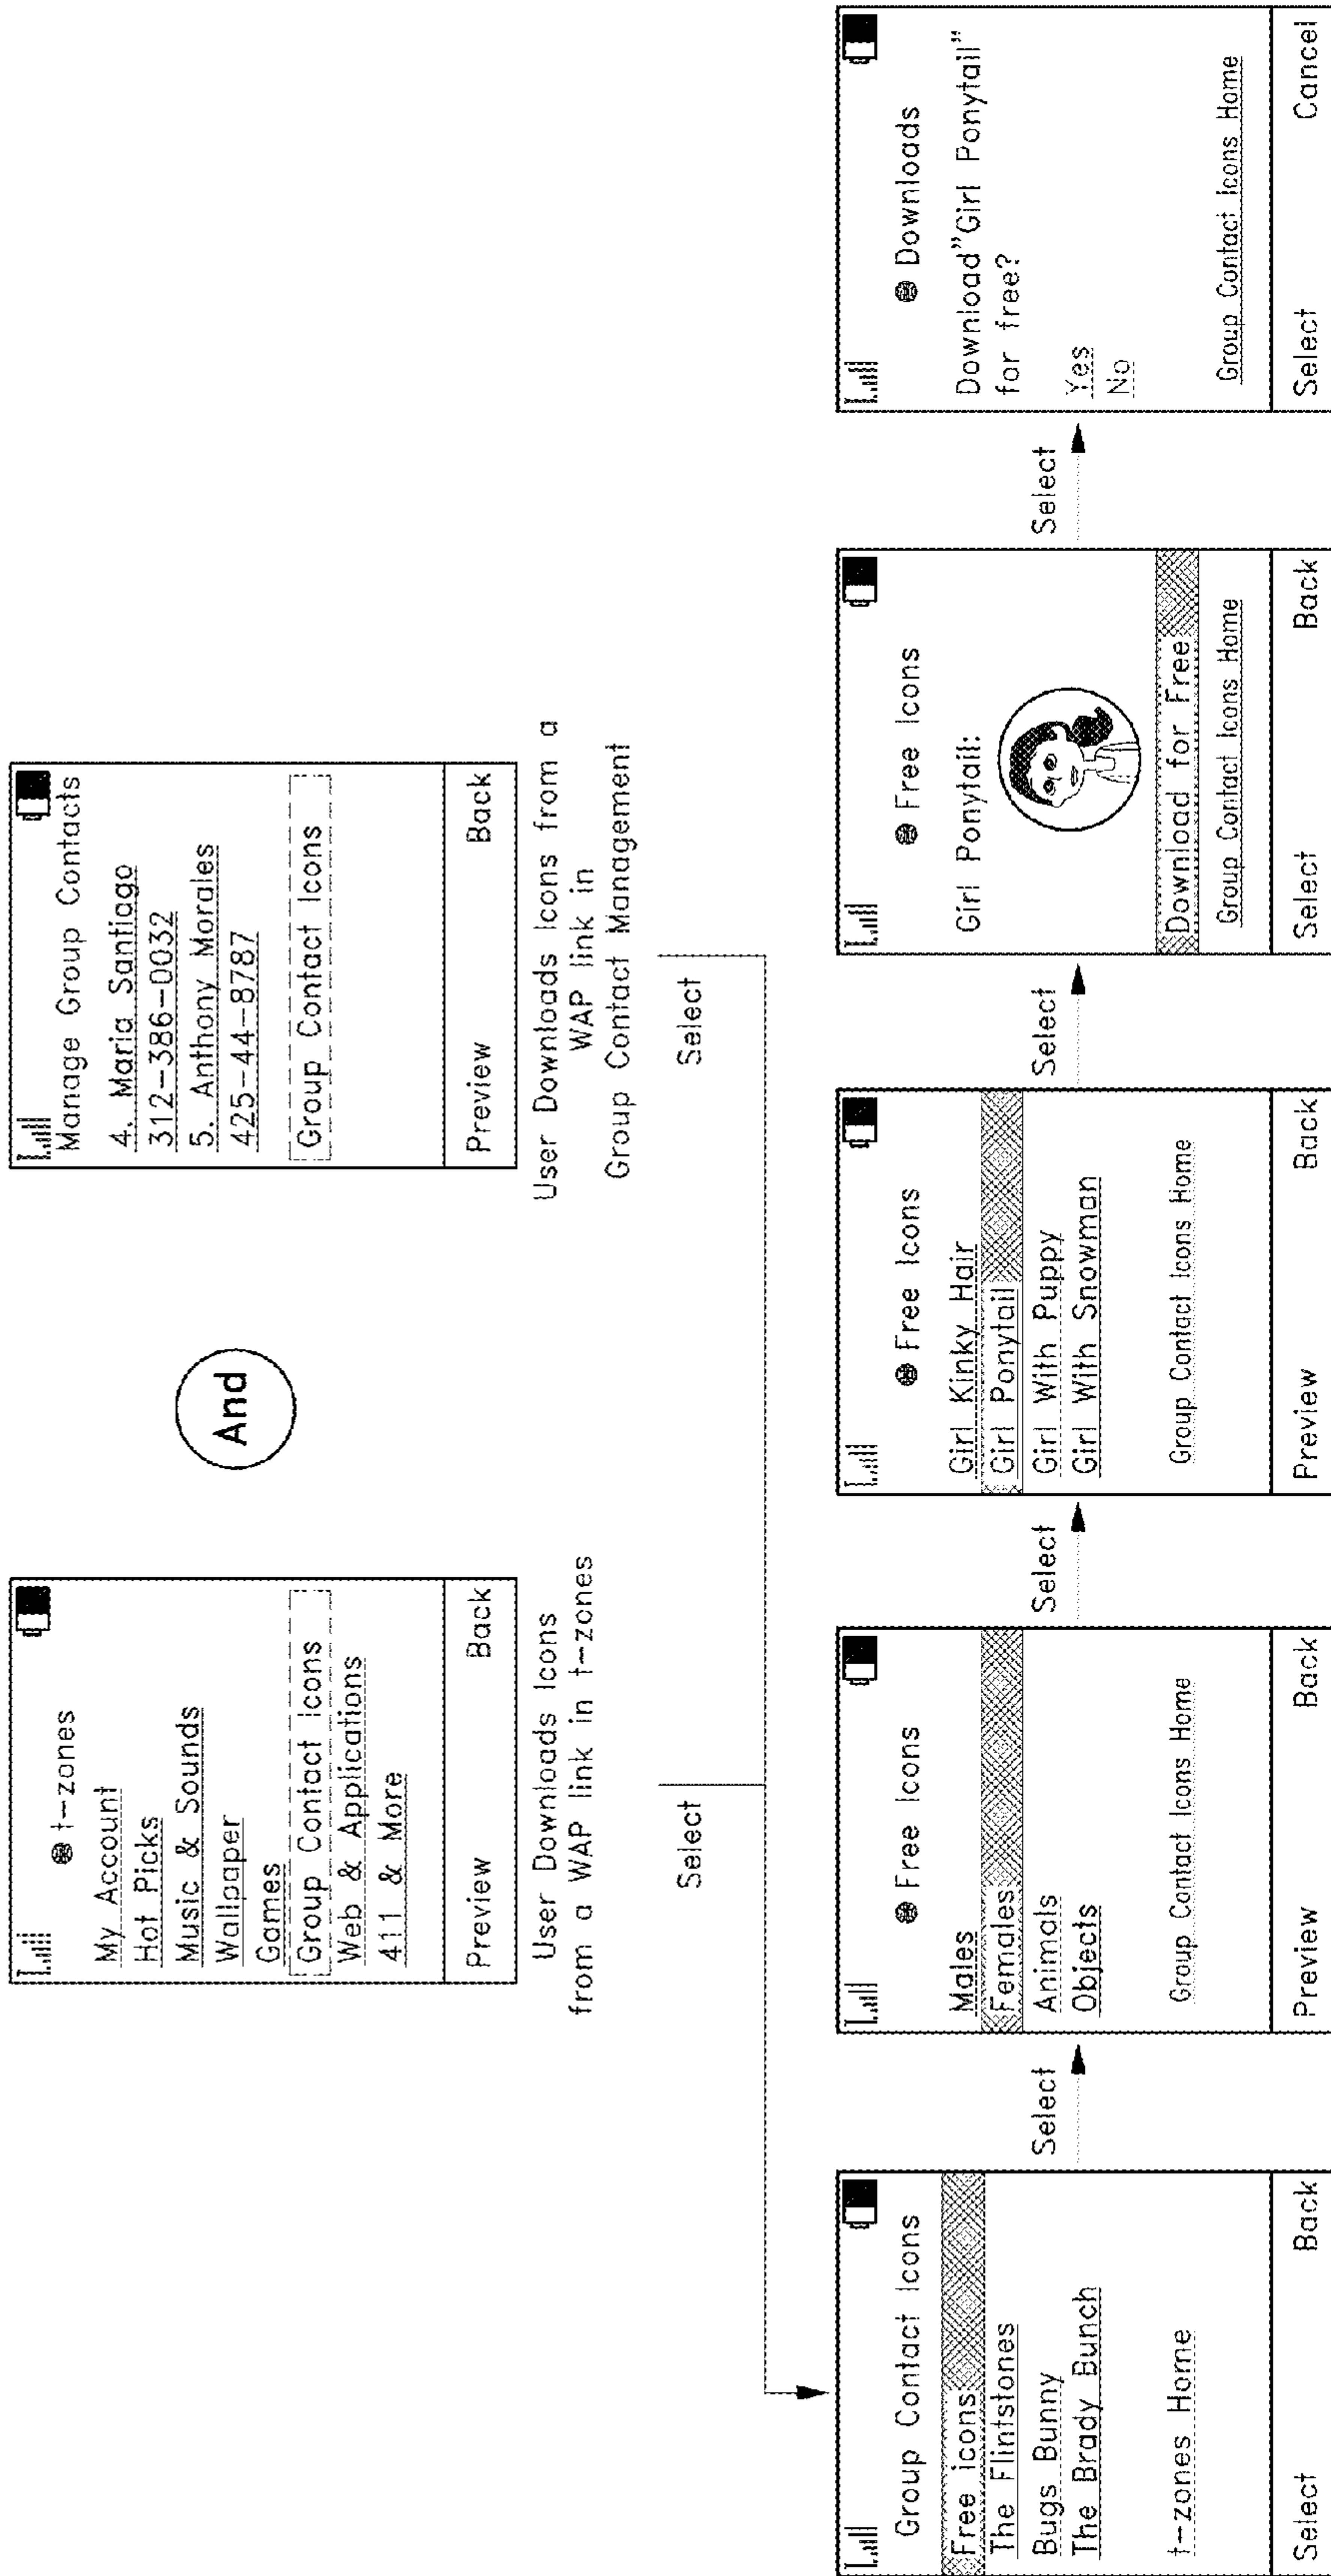 t-zones
My Account
Hot Picks
Music & Sounds
Wallpaper
Games
Group Contact Icons
Web & Applications
411 & More
Preview Back
User Downloads Icons
from a WAP link in t-zones
And
Manage Group Contacts
4. Maria Santiago
312-386-0032
5. Anthony Morales
425-44-8787
Group Contact Icons
Preview Back
User Downloads Icons from a
WAP link in
Group Contact Management
Select
Select
Group Contact Icons
Free icons
The Flintstones
Bugs Bunny
The Brady Bunch
t-zones Home
Select Back
Select
Free Icons
Males
Females
Animals
Objects
Group Contact Icons Home
Preview Back
Select
Free Icons
Girl Kinky Hair
Girl Ponytail
Girl With Puppy
Girl With Snowman
Group Contact Icons Home
Preview Back
Select
Free Icons
Girl Ponytail:
Download for Free
Group Contact Icons Home
Select Back
Select
Downloads
Download"Girl Ponytail"
for free?
Yes
No
Group Contact Icons Home
Select Cancel